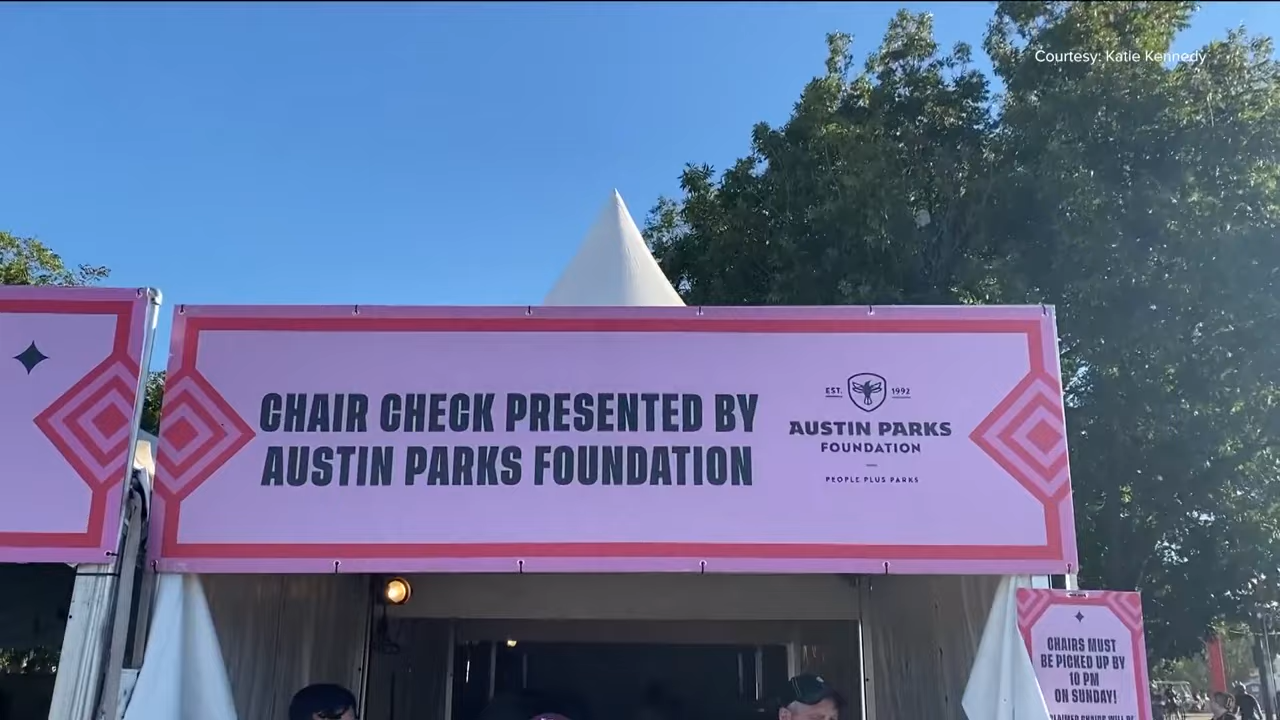 Courtesy: Katie Kennedy
CHAIR CHECK PRESENTED BY
AUSTIN PARKS FOUNDATION
EST. 1992
AUSTIN PARKS
FOUNDATION
PEOPLE PLUS PARKS
CHAIRS MUST
BE PICKED UP BY
10 PM
ON SUNDAY!